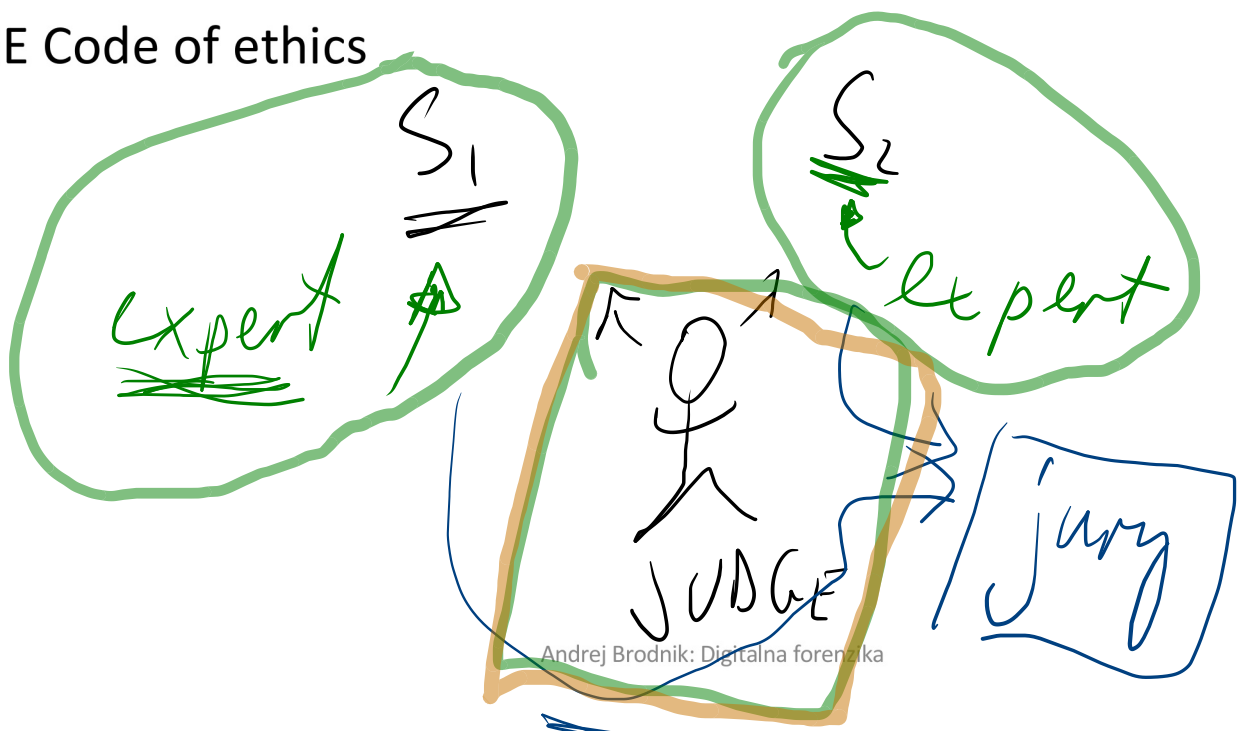 E Code of ethics
S1
S2
expert
expert
JUDGE
jury
Andrej Brodnik: Digitalna forenzika